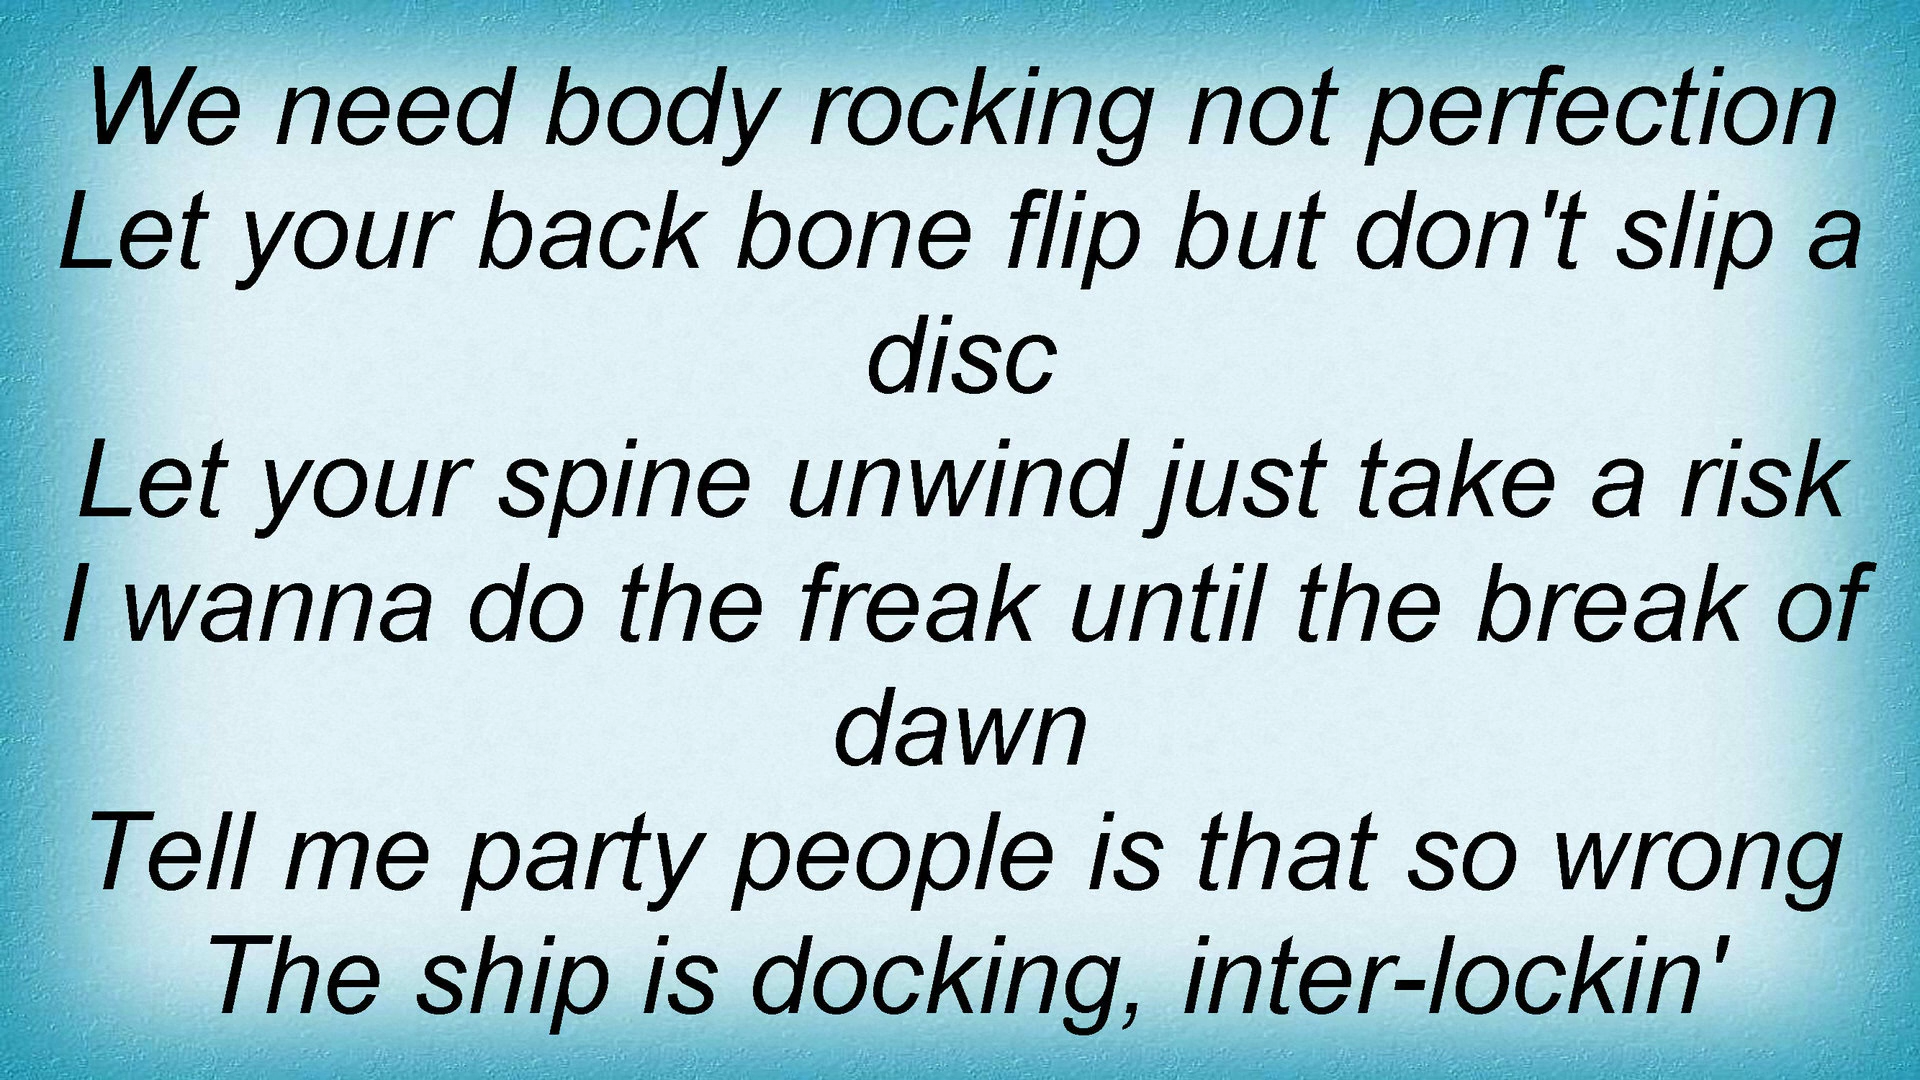 We need body rocking not perfection
Let your back bone flip but don't slip a
disc
Let your spine unwind just take a risk
I wanna do the freak until the break of
dawn
Tell me party people is that so wrong
The ship is docking, inter-lockin'